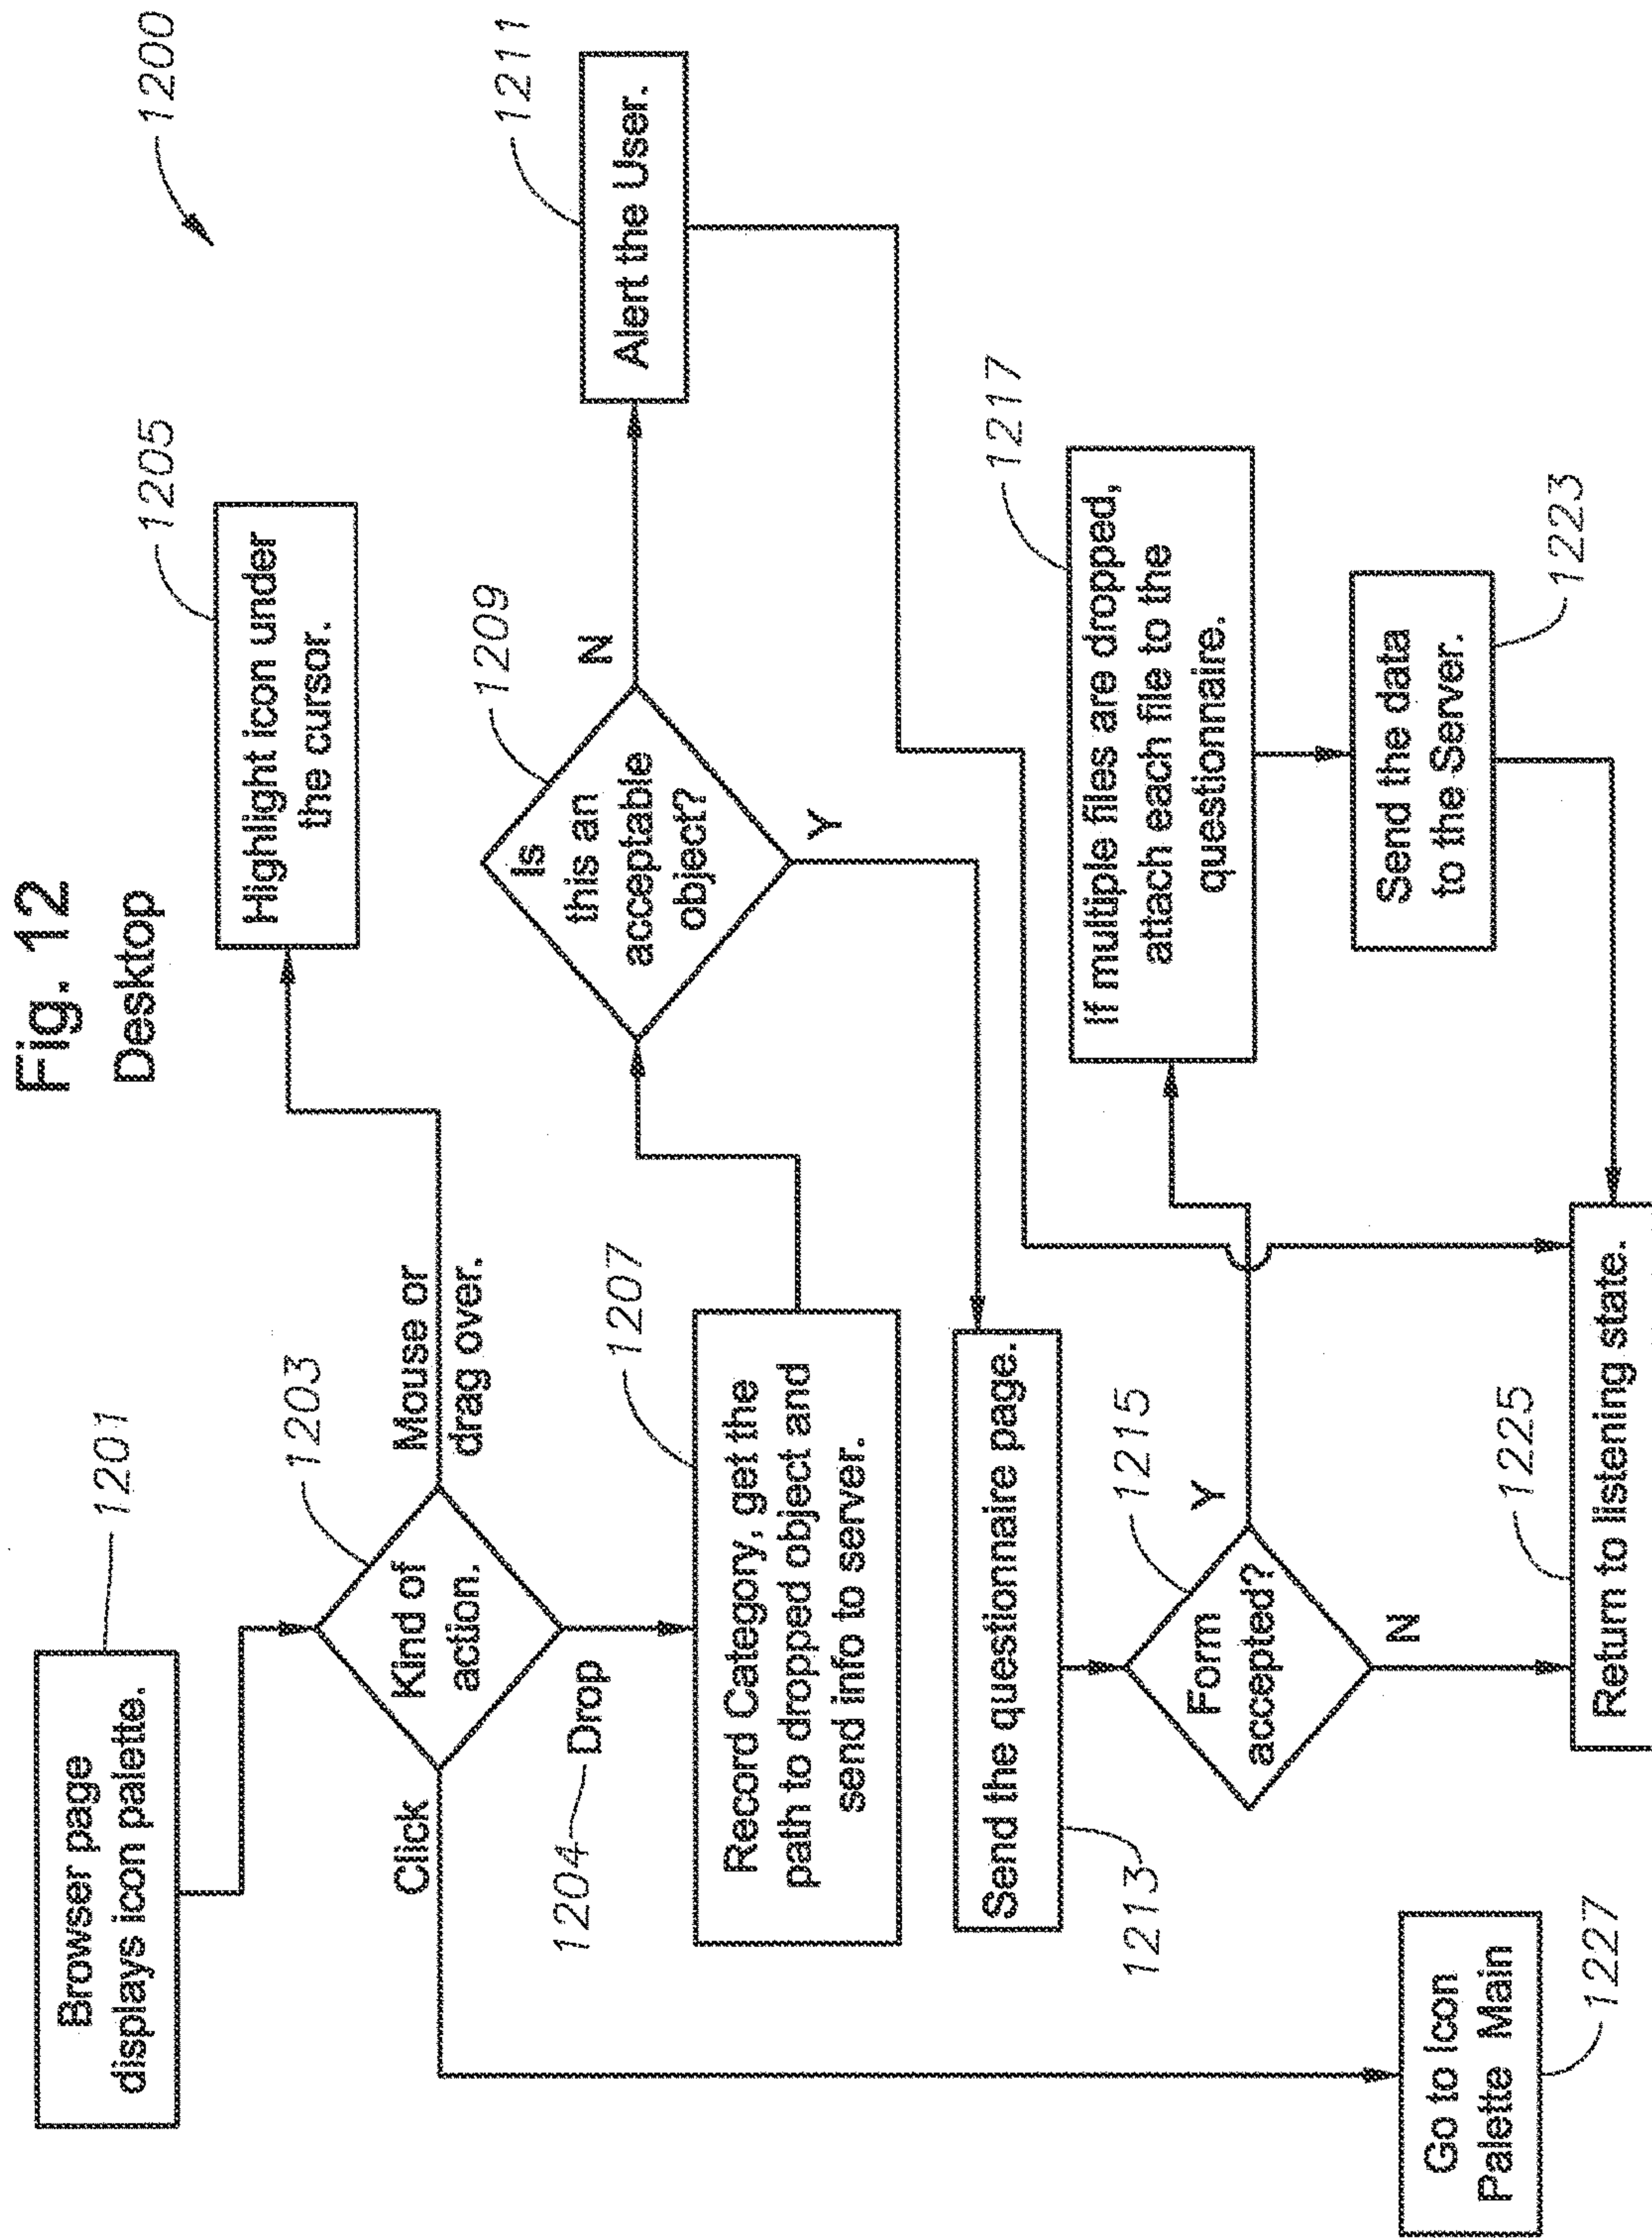 Fig. 12
Desktop
1200
Browser page
displays icon palette.
1201
Kind of
action.
1203
Click
Mouse or
drag over.
1204
Drop
Highlight icon under
the cursor.
1205
Record Category, get the
path to dropped object and
send info to server.
1207
Is
this an
acceptable
object?
1209
N
Y
Alert the User.
1211
Send the questionnaire page.
1213
Form
accepted?
1215
Y
N
If multiple files are dropped,
attach each file to the
questionnaire.
1217
Send the data
to the Server.
1223
Return to listening state.
1225
Go to Icon
Palette Main
1227